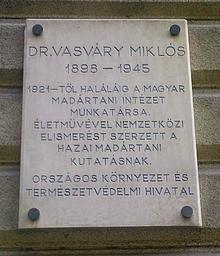 DR. VASVÁRY MIKLÓS
1898 - 1945
1921-TŐL HALÁLÁIG A MAGYAR
MADÁRTANI INTÉZET
MUNKATÁRSA.
ÉLETMŰVÉVEL NEMZETKÖZI
ELISMERÉST SZERZETT A
HAZAI MADÁRTANI
KUTATÁSNAK.
ORSZÁGOS KÖRNYEZET ÉS
TERMÉSZETVÉDELMI HIVATAL